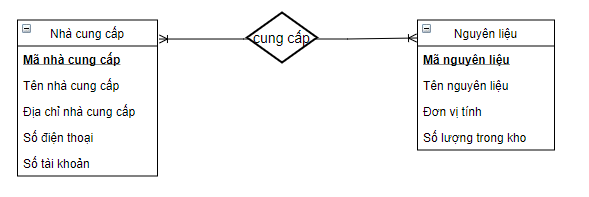 Nhà cung cấp
Mã nhà cung cấp
Tên nhà cung cấp
Địa chỉ nhà cung cấp
Số điện thoại
Số tài khoản
cung cấp
Nguyên liệu
Mã nguyên liệu
Tên nguyên liệu
Đơn vị tính
Số lượng trong kho